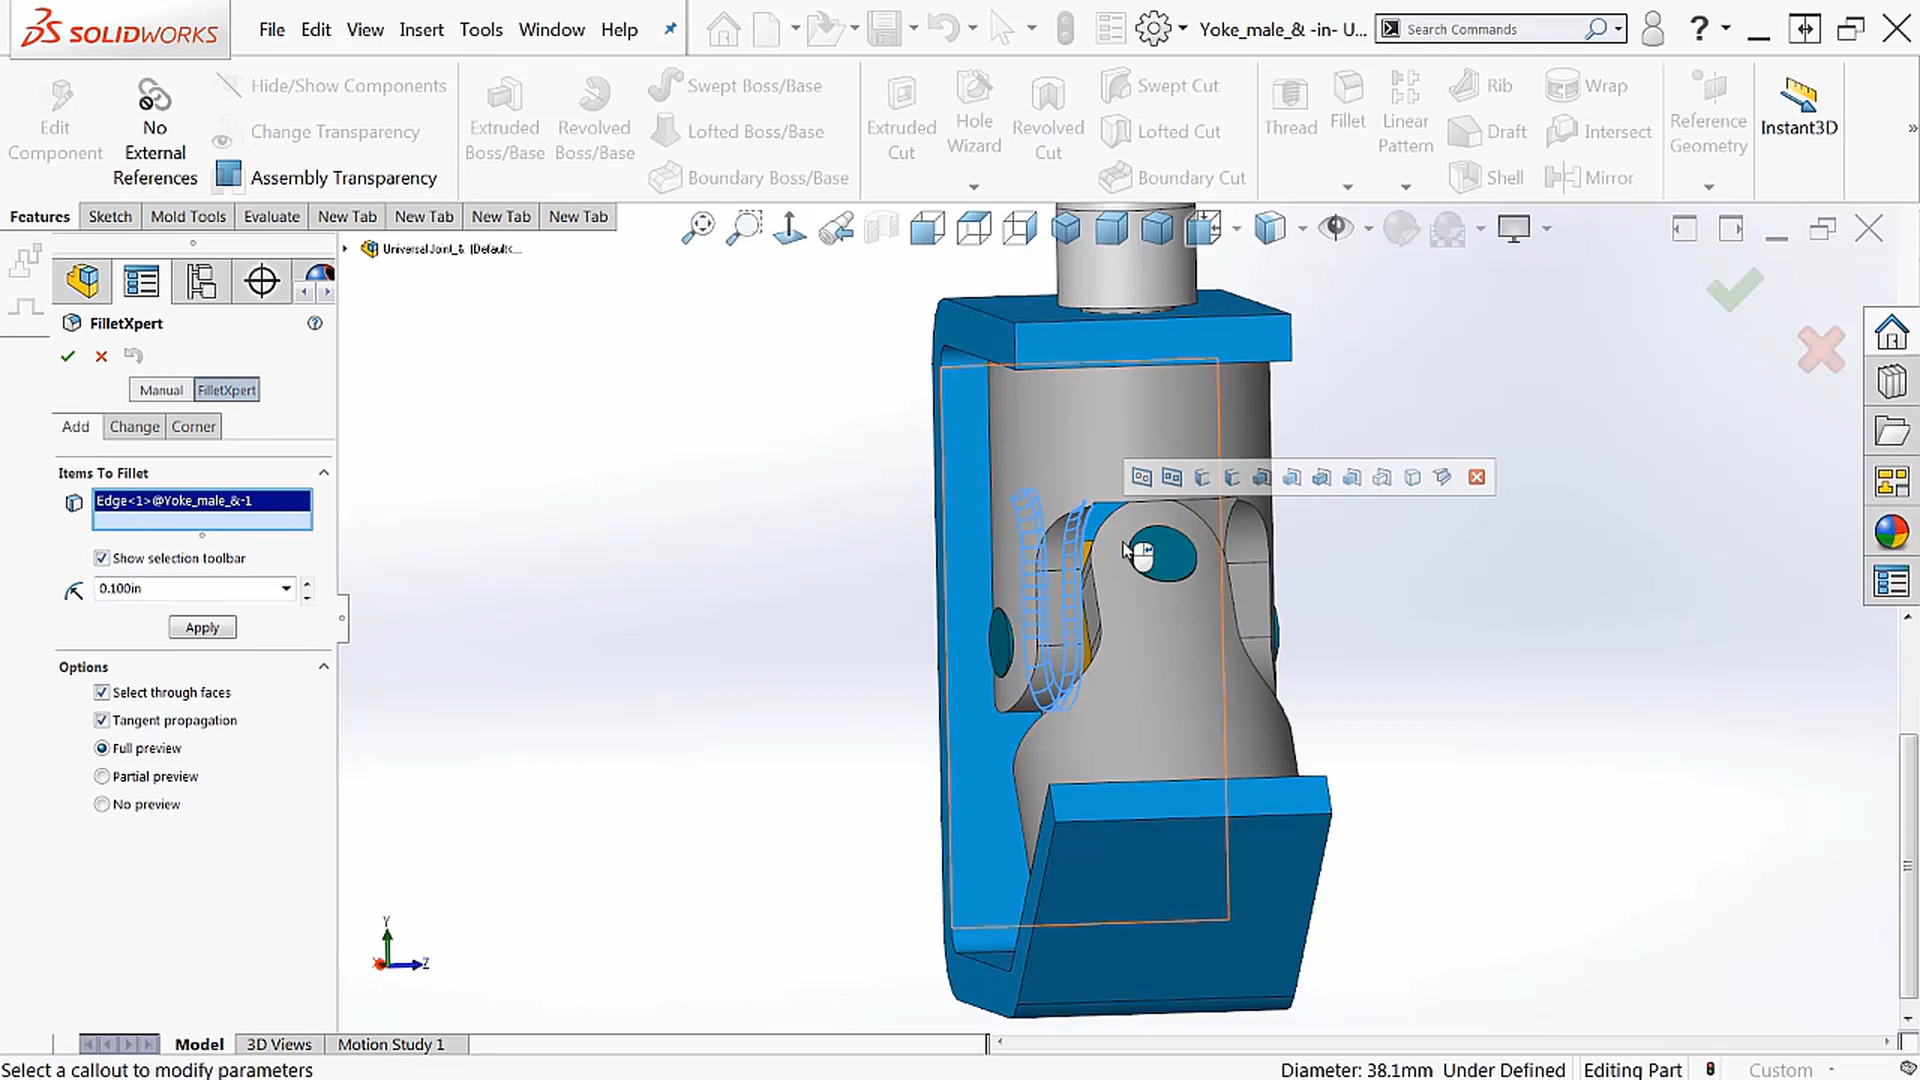 SOLIDWORKS
File Edit View Insert Tools Window Help
Yoke_male_& -in- U...
Search Commands
?
Edit Component
No External References
Hide/Show Components
Change Transparency
Assembly Transparency
Extruded Boss/Base
Revolved Boss/Base
Swept Boss/Base
Lofted Boss/Base
Boundary Boss/Base
Extruded Cut
Hole Wizard
Revolved Cut
Swept Cut
Lofted Cut
Boundary Cut
Thread
Fillet
Linear Pattern
Rib
Draft
Shell
Wrap
Intersect
Mirror
Reference Geometry
Instant3D
Features Sketch Mold Tools Evaluate New Tab New Tab New Tab New Tab
UniversalJoint_& (Default<...
FilletXpert
Manual FilletXpert
Add Change Corner
Items To Fillet
Edge<1>@Yoke_male_&-1
Show selection toolbar
0.100in
Apply
Options
Select through faces
Tangent propagation
Full preview
Partial preview
No preview
Y
Z
Model 3D Views Motion Study 1
Select a callout to modify parameters
Diameter: 38.1mm Under Defined Editing Part Custom